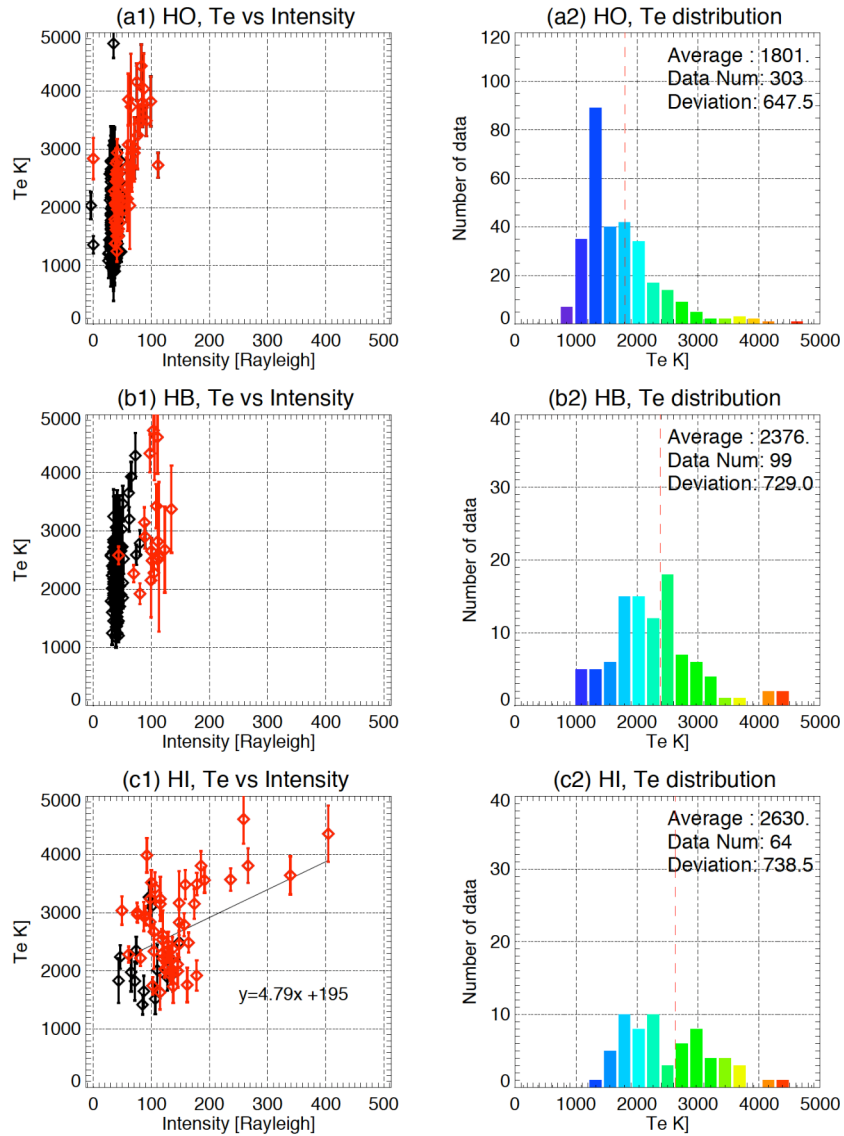 (a1) HO, Te vs Intensity
5000
4000
3000
2000
1000
0
Te K]
0 100 200 300 400 500
Intensity [Rayleigh]
(a2) HO, Te distribution
120
100
80
60
40
20
0
Number of data
Average : 1801.
Data Num: 303
Deviation: 647.5
0 1000 2000 3000 4000 5000
Te K]
(b1) HB, Te vs Intensity
5000
4000
3000
2000
1000
0
Te K]
0 100 200 300 400 500
Intensity [Rayleigh]
(b2) HB, Te distribution
40
30
20
10
0
Number of data
Average : 2376.
Data Num: 99
Deviation: 729.0
0 1000 2000 3000 4000 5000
Te K]
(c1) HI, Te vs Intensity
5000
4000
3000
2000
1000
0
Te K]
y=4.79x +195
0 100 200 300 400 500
Intensity [Rayleigh]
(c2) HI, Te distribution
40
30
20
10
0
Number of data
Average : 2630.
Data Num: 64
Deviation: 738.5
0 1000 2000 3000 4000 5000
Te K]